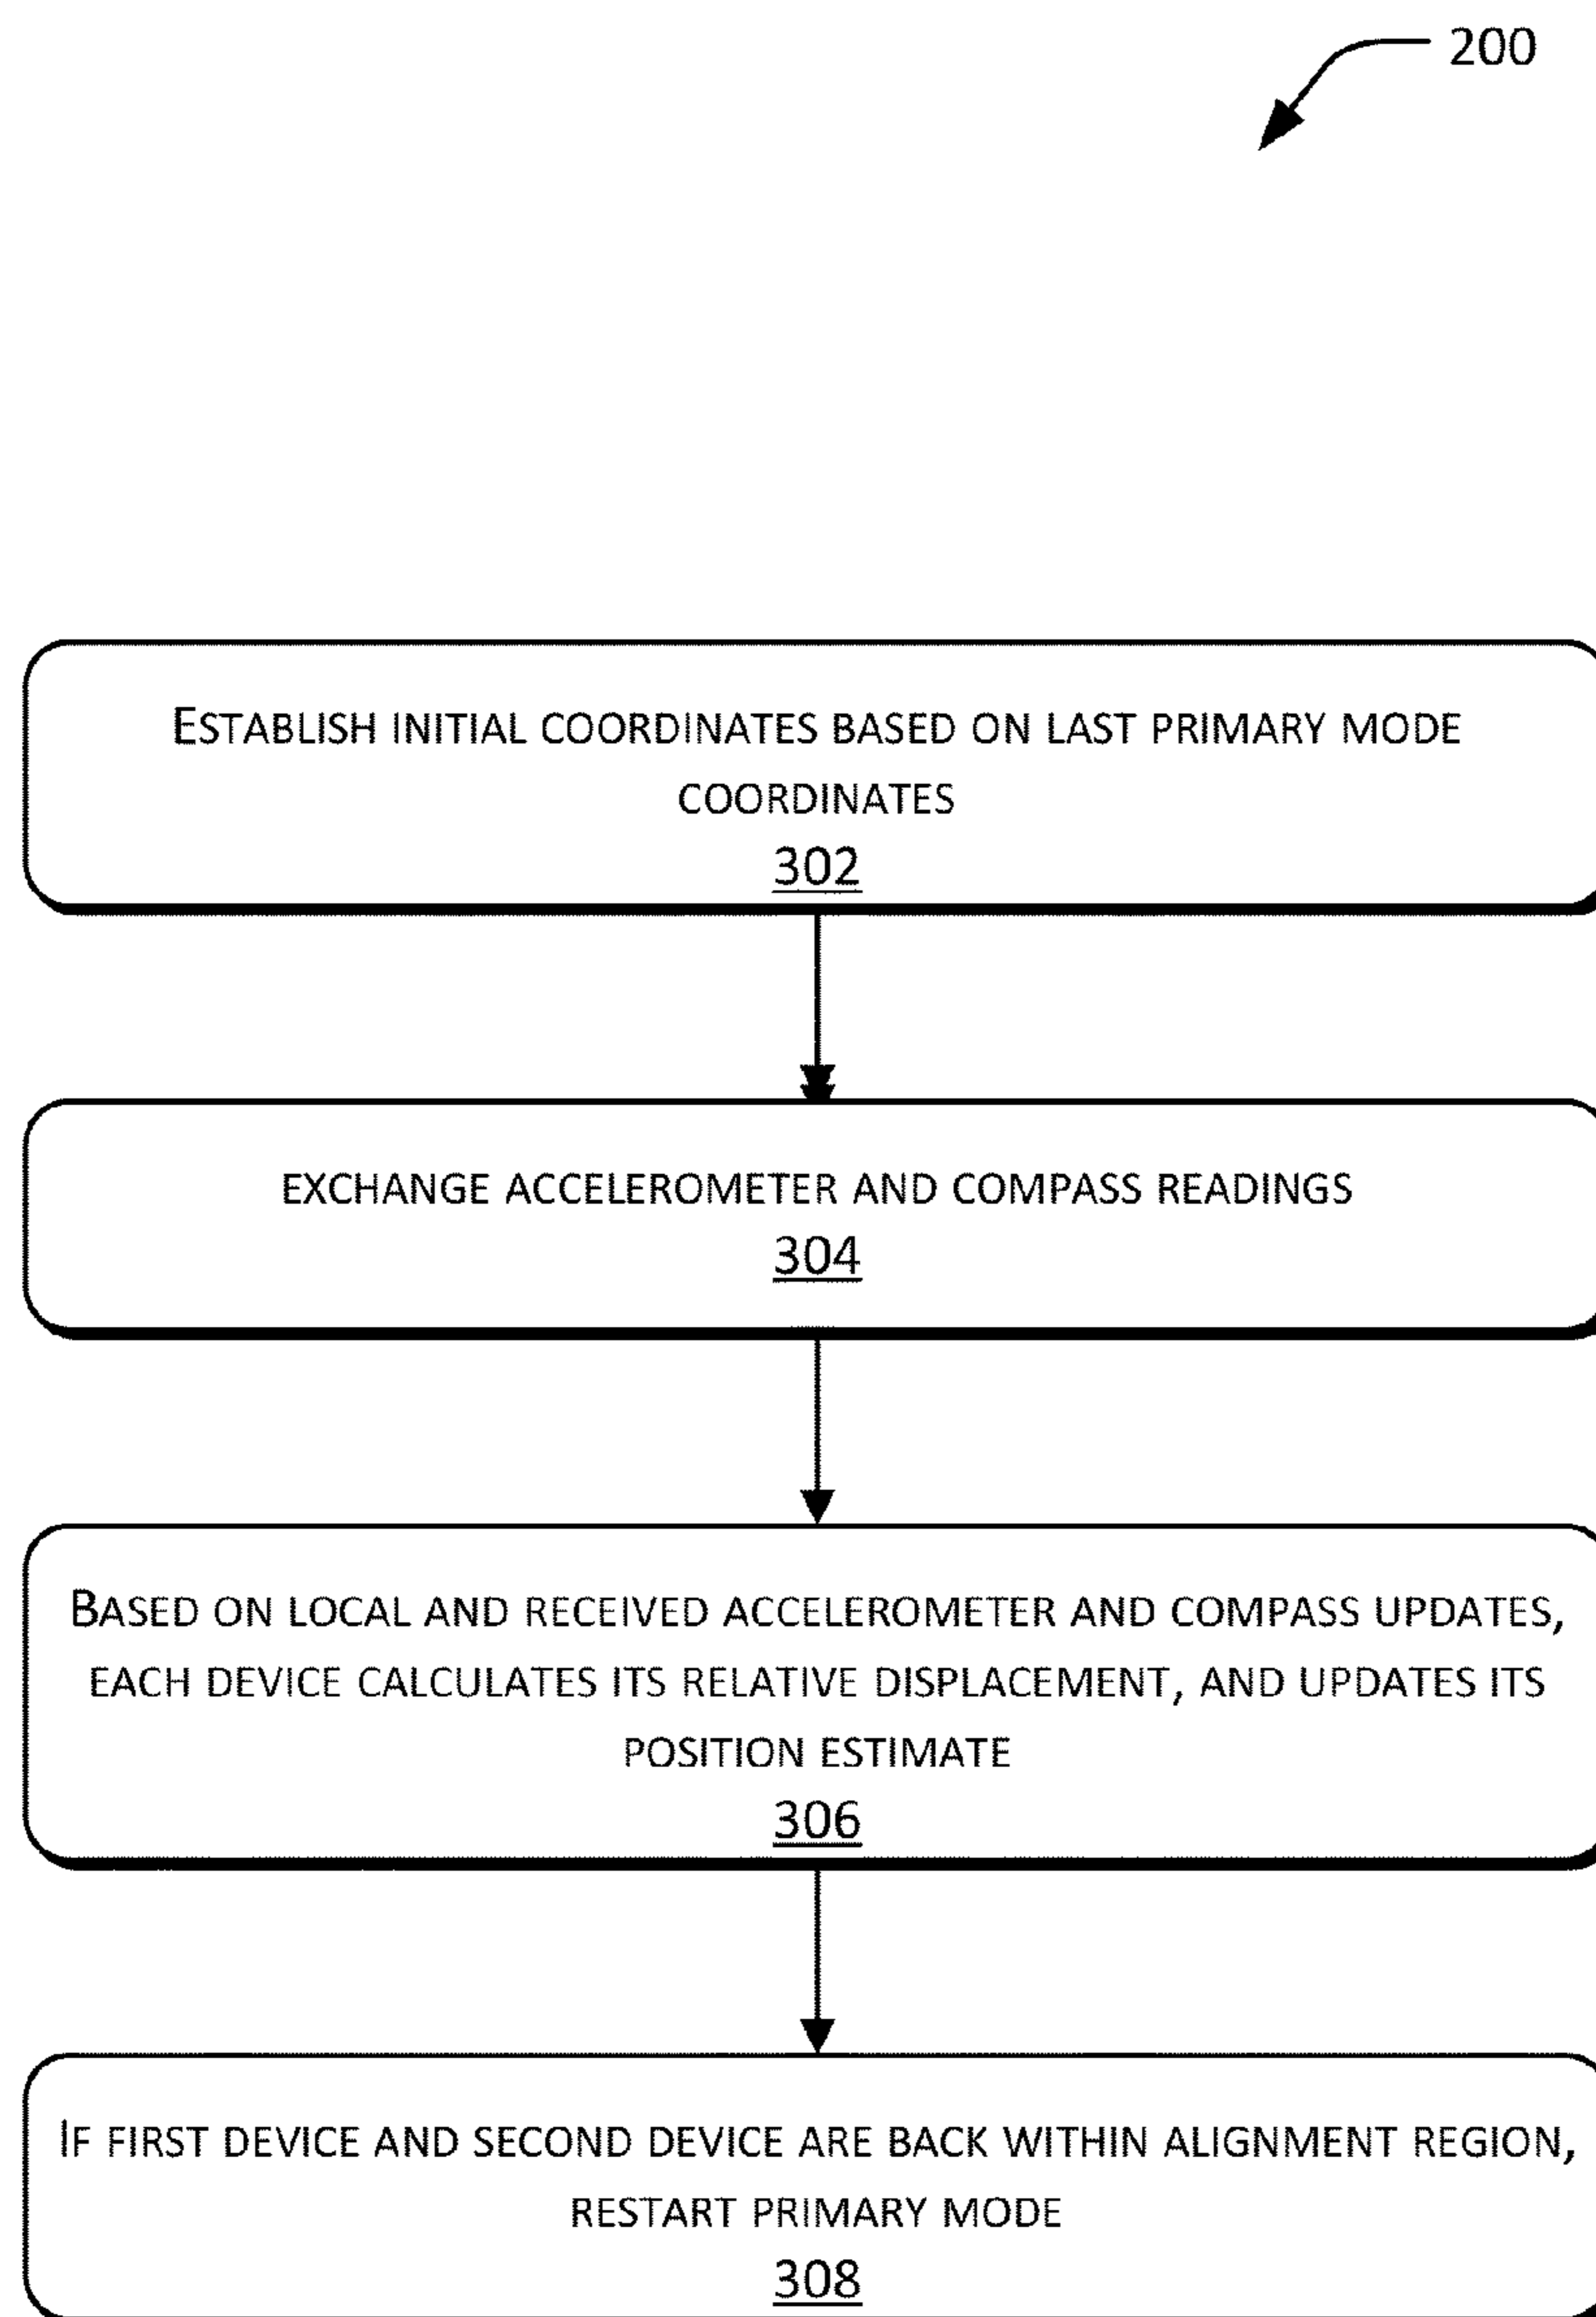 200
ESTABLISH INITIAL COORDINATES BASED ON LAST PRIMARY MODE
COORDINATES
302
EXCHANGE ACCELEROMETER AND COMPASS READINGS
304
BASED ON LOCAL AND RECEIVED ACCELEROMETER AND COMPASS UPDATES,
EACH DEVICE CALCULATES ITS RELATIVE DISPLACEMENT, AND UPDATES ITS
POSITION ESTIMATE
306
IF FIRST DEVICE AND SECOND DEVICE ARE BACK WITHIN ALIGNMENT REGION,
RESTART PRIMARY MODE
308